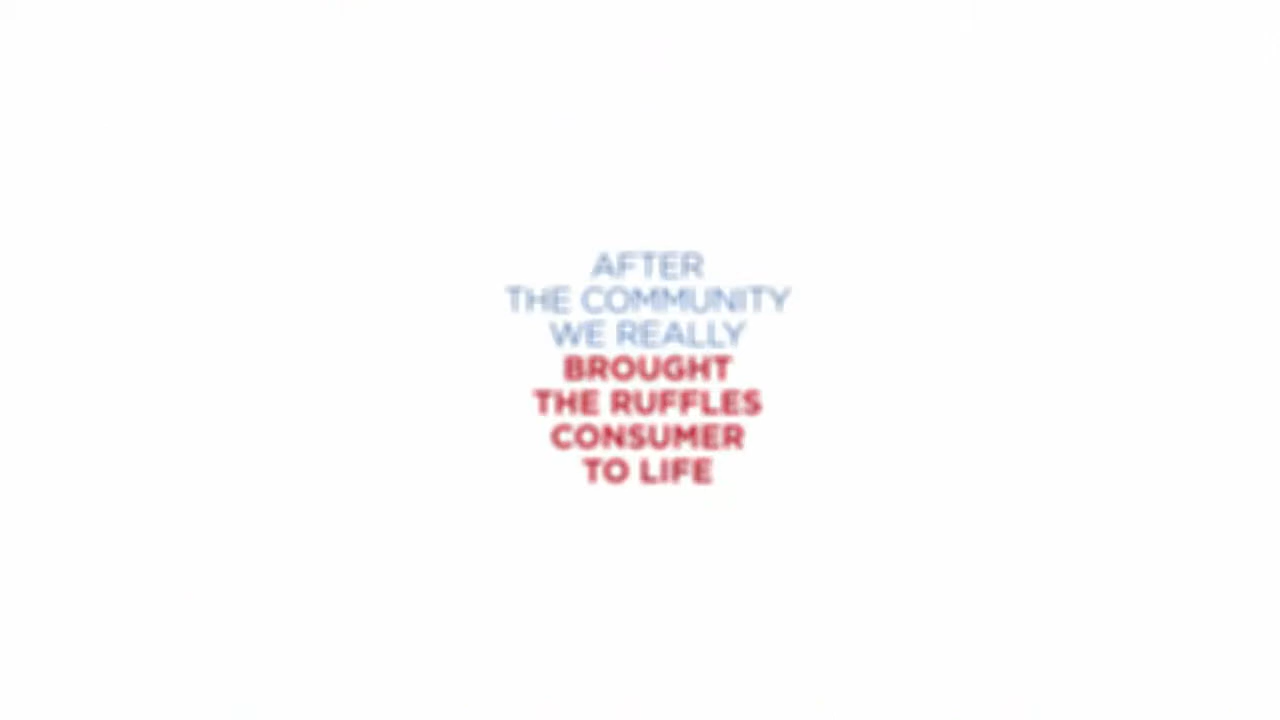 AFTER
THE COMMUNITY
WE REALLY
BROUGHT
THE RUFFLES
CONSUMER
TO LIFE